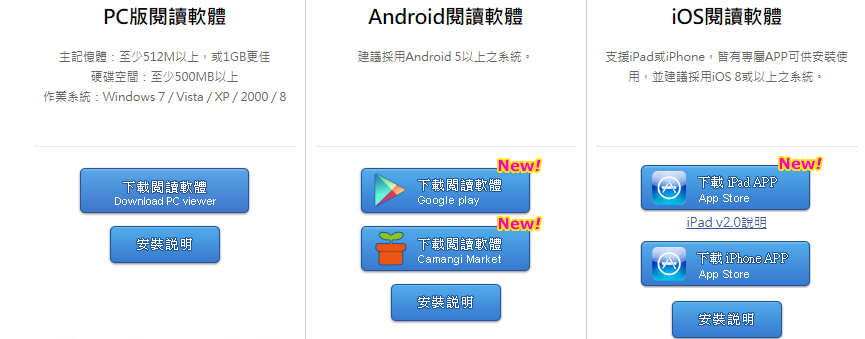 PC版閱讀軟體
主記憶體：至少512M以上，或1GB更佳
硬碟空間：至少500MB以上
作業系統：Windows 7 / Vista / XP / 2000 / 8
下載閱讀軟體
Download PC viewer
安裝說明
Android閱讀軟體
建議採用Android 5以上之系統。
New!
下載閱讀軟體
Google play
New!
下載閱讀軟體
Camangi Market
安裝說明
iOS閱讀軟體
支援iPad或iPhone，皆有專屬APP可供安裝使
用，並建議採用iOS 8或以上之系統。
New!
下載 iPad APP
App Store
iPad v2.0說明
下載 iPhone APP
App Store
安裝說明